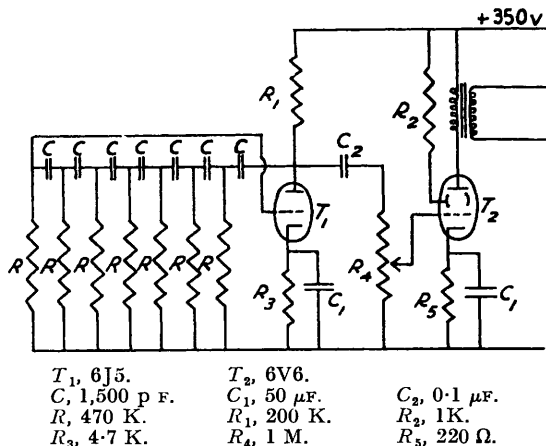 +350V
R1
R2
C C C C C C C
C2
T1
T2
R R R R R R R
R3
C1
R4
R5
C1
T1, 6J5. T2, 6V6.
C, 1,500 p F. C1, 50 μF. C2, 0·1 μF.
R, 470 K. R1, 200 K. R2, 1K.
R3, 4·7 K. R4, 1 M. R5, 220 Ω.